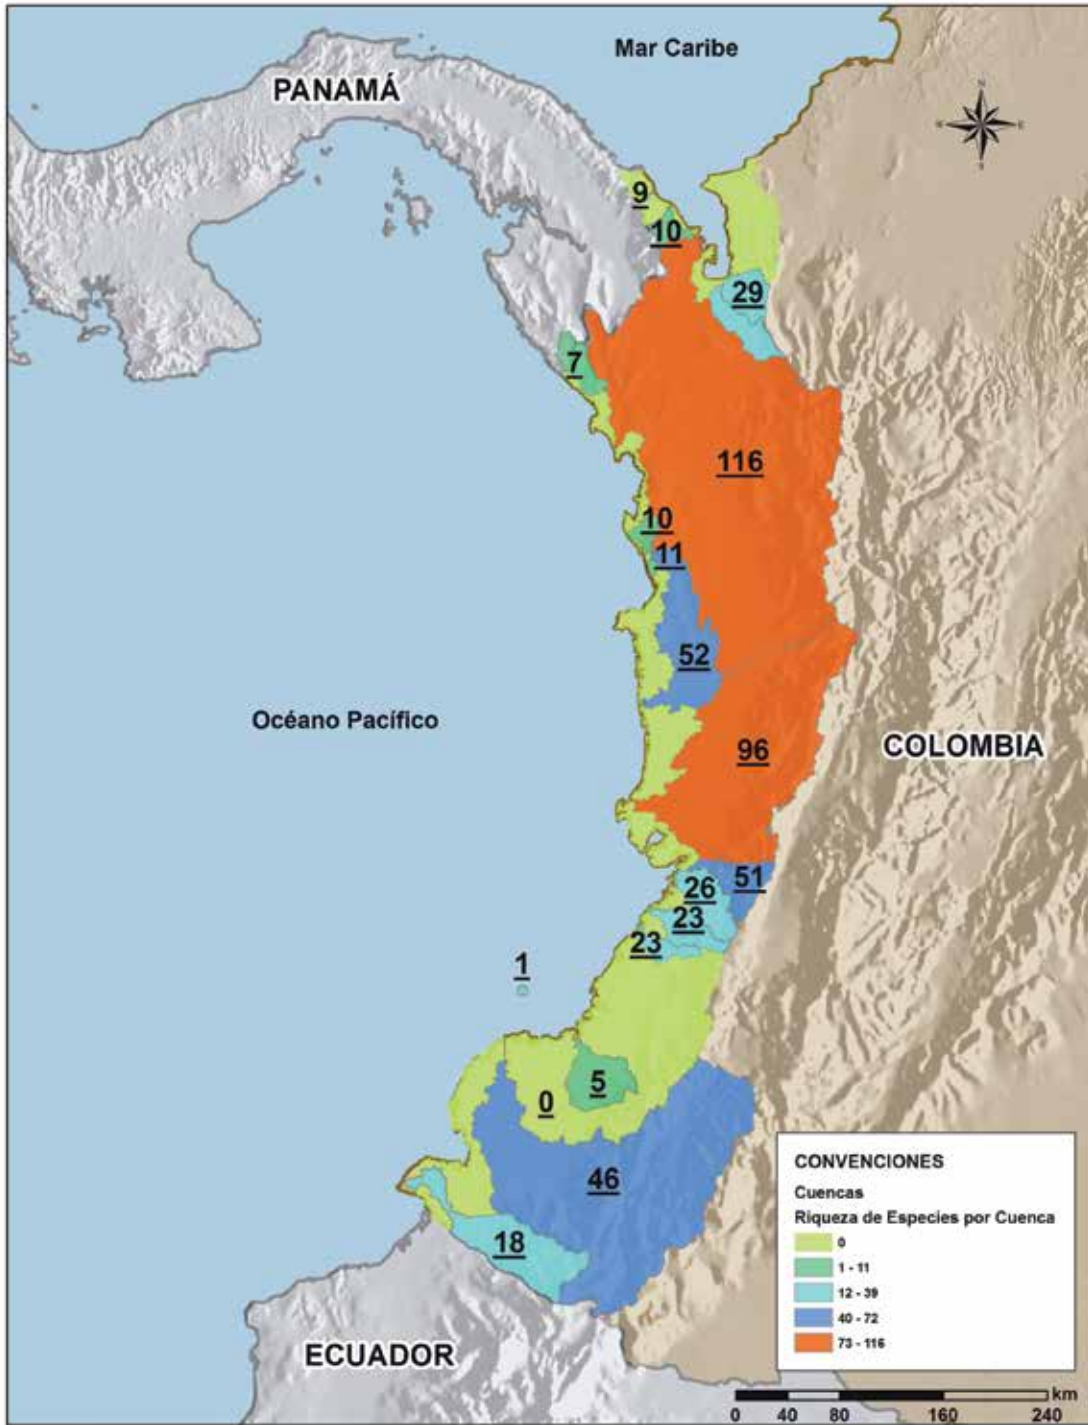 Mar Caribe
PANAMÁ
N
W
E
S
9
10
29
7
116
10
11
52
Océano Pacífico
96
COLOMBIA
51
26
23
23
1
5
0
46
18
ECUADOR
CONVENCIONES
Cuencas
Riqueza de Especies por Cuenca
0
1 - 11
12 - 39
40 - 72
73 - 116
km
0 40 80 160 240